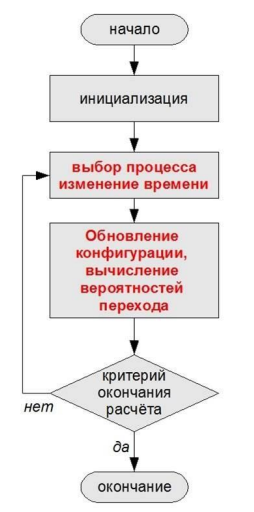 начало
инициализация
выбор процесса
изменение времени
Обновление
конфигурации,
вычисление
вероятностей
перехода
критерий
окончания
расчёта
нет
да
окончание